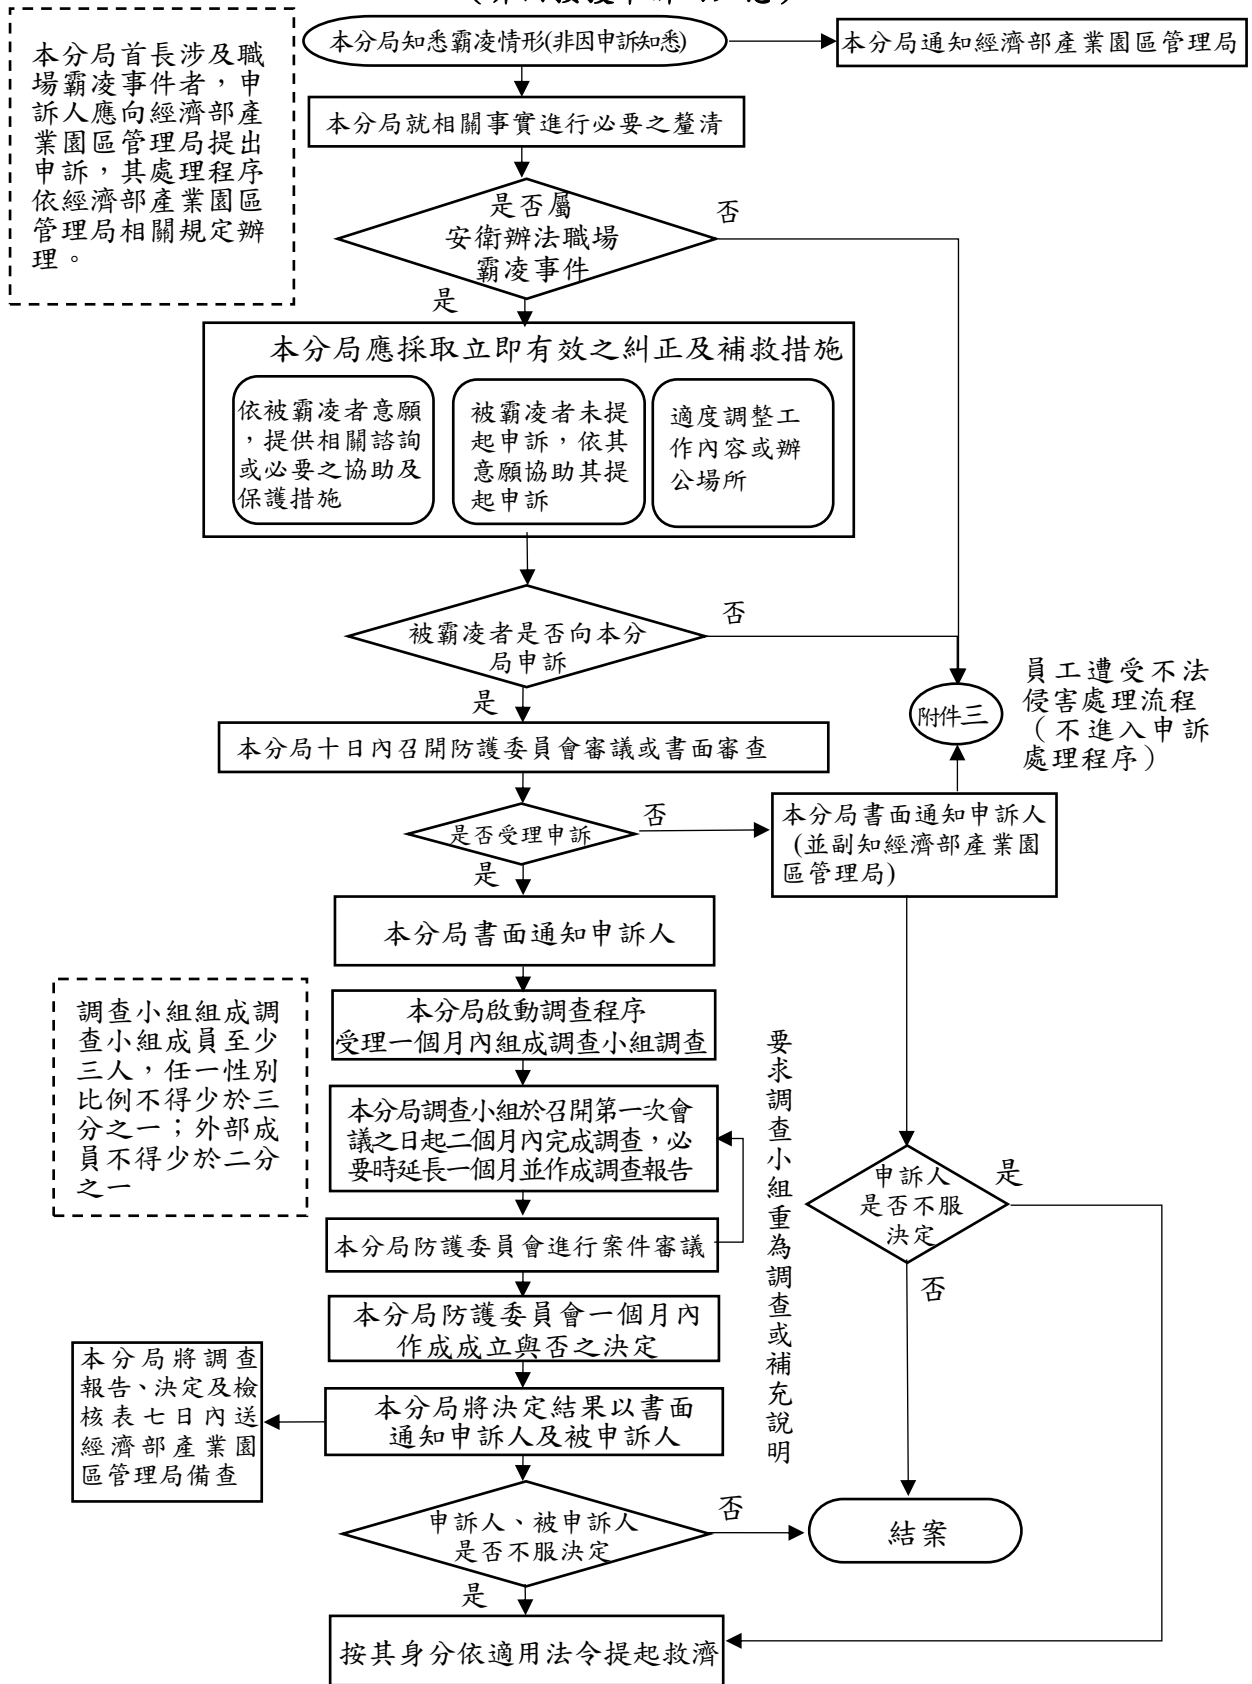 本分局首長涉及職
場霸凌事件者，申
訴人應向經濟部產
業園區管理局提出
申訴，其處理程序
依經濟部產業園區
管理局相關規定辦
理。
本分局知悉霸凌情形(非因申訴知悉)
本分局通知經濟部產業園區管理局
本分局就相關事實進行必要之釐清
是否屬
安衛辦法職場
霸凌事件
否
是
本分局應採取立即有效之糾正及補救措施
依被霸凌者意願
，提供相關諮詢
或必要之協助及
保護措施
被霸凌者未提
起申訴，依其
意願協助其提
起申訴
適度調整工
作內容或辦
公場所
被霸凌者是否向本分
局申訴
否
是
附件三
員工遭受不法
侵害處理流程
（不進入申訴
處理程序）
本分局十日內召開防護委員會審議或書面審查
是否受理申訴
否
是
本分局書面通知申訴人
(並副知經濟部產業園
區管理局)
本分局書面通知申訴人
本分局啟動調查程序
受理一個月內組成調查小組調查
調查小組組成調
查小組成員至少
三人，任一性別
比例不得少於三
分之一；外部成
員不得少於二分
之一
本分局調查小組於召開第一次會
議之日起二個月內完成調查，必
要時延長一個月並作成調查報告
要求調查小組重為調查或補充說明
申訴人
是否不服
決定
是
否
本分局防護委員會進行案件審議
本分局防護委員會一個月內
作成成立與否之決定
本分局將調查
報告、決定及檢
核表七日內送
經濟部產業園
區管理局備查
本分局將決定結果以書面
通知申訴人及被申訴人
申訴人、被申訴人
是否不服決定
否
是
結案
按其身分依適用法令提起救濟